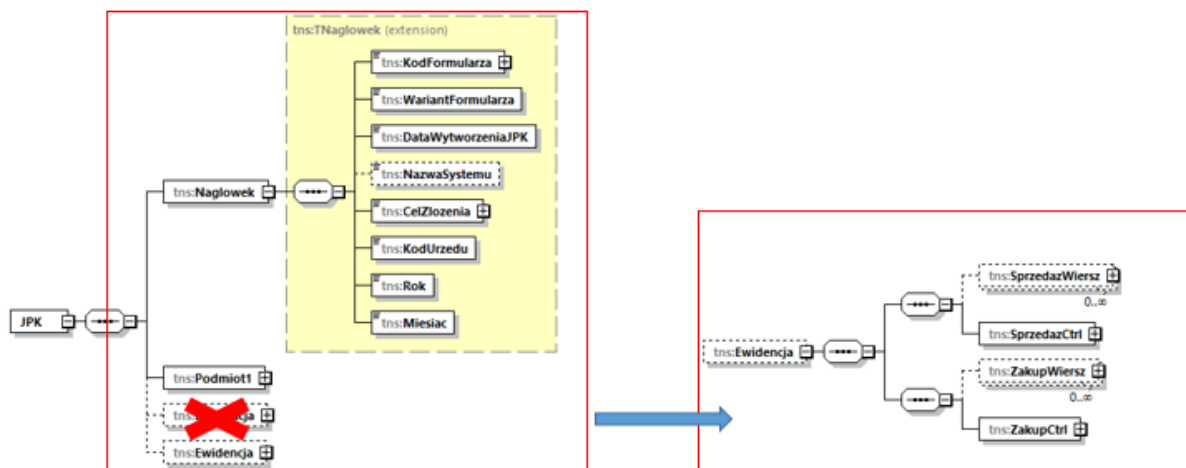 tns:TNaglowek (extension)
tns:KodFormularza
tns:WariantFormularza
tns:DataWytworzeniaJPK
tns:NazwaSystemu
tns:Naglowek
tns:CelZlozenia
tns:KodUrzedu
tns:Rok
JPK
tns:Miesiac
tns:Podmiot1
tns:
tns:Ewidencja
tns:SprzedazWiersz
0..∞
tns:SprzedazCtrl
tns:Ewidencja
tns:ZakupWiersz
0..∞
tns:ZakupCtrl